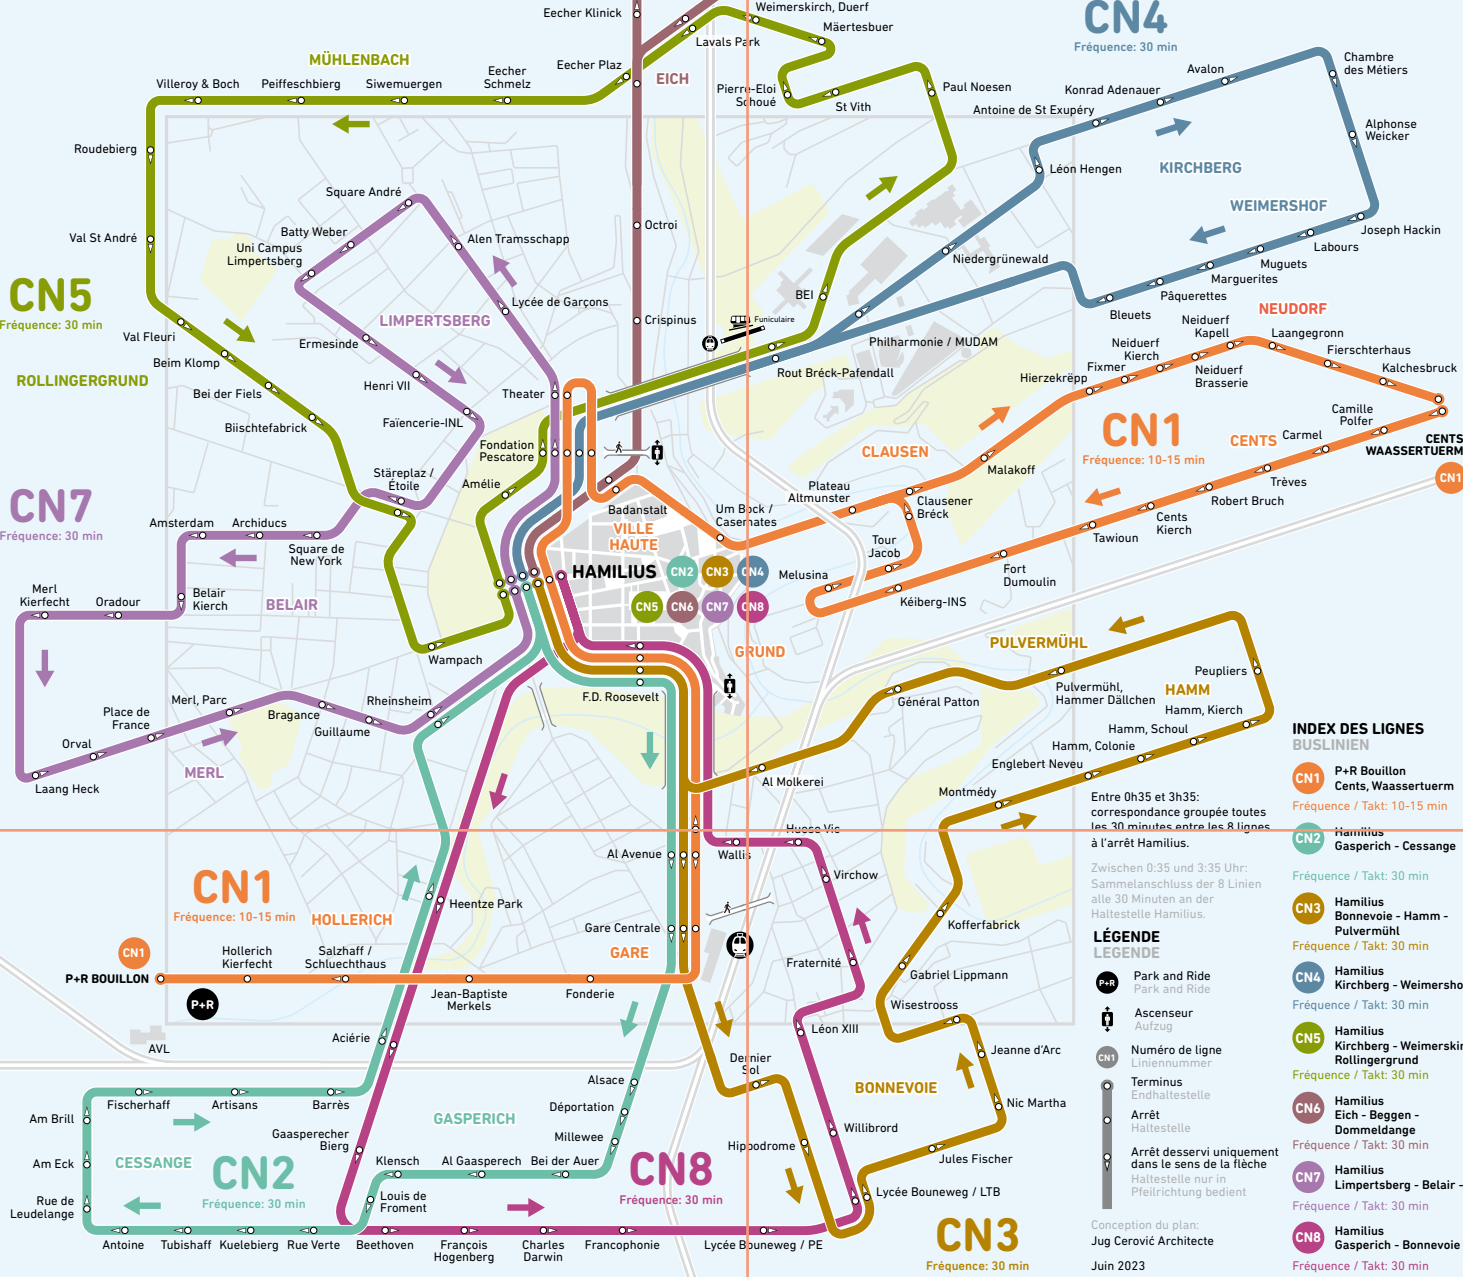 Eecher Klinick
Weimerskirch, Duerf
CN4
Fréquence: 30 min
Mäertesbuer
Lavals Park
MÜHLENBACH
Eecher Plaz
EICH
Chambre
des Métiers
Avalon
Villeroy & Boch
Peiffeschbierg
Siwemuergen
Eecher
Schmelz
Pierre-Eloi
Schoué
St Vith
Paul Noesen
Konrad Adenauer
Antoine de St Exupéry
Alphonse
Weicker
Roudebierg
Léon Hengen
KIRCHBERG
WEIMERSHOF
Square André
Batty Weber
Uni Campus
Limpertsberg
Alen Tramsschapp
Octroi
Val St André
Joseph Hackin
Labours
Muguets
Marguerites
Pâquerettes
Bleuets
Niedergrünewald
CN5
Fréquence: 30 min
BEI
Lycée de Garçons
LIMPERTSBERG
Crispinus
Funiculaire
NEUDORF
Val Fleuri
Beim Klomp
ROLLINGERGRUND
Bei der Fiels
Biischtefabrick
Ermesinde
Henri VII
Faïencerie-INL
Theater
Philharmonie / MUDAM
Rout Bréck-Pafendall
Neiduerf
Kapell
Laangegronn
Neiduerf
Kierch
Fierschterhaus
Fixmer
Hierzekrëpp
Neiduerf
Brasserie
Kalchesbruck
Camille
Polfer
CN1
Fréquence: 10-15 min
CENTS
Carmel
CENTS
WAASSERTUERM
CN1
Fondation
Pescatore
CLAUSEN
Malakoff
Trèves
Robert Bruch
Stäreplaz /
Étoile
Amélie
CN7
Fréquence: 30 min
Plateau
Altmunster
Clausener
Bréck
Badanstalt
Um Bock /
Casemates
VILLE
HAUTE
Cents
Kierch
Tawioun
Amsterdam
Archiducs
Square de
New York
Tour
Jacob
HAMILIUS
CN2
CN3
CN4
CN5
CN6
CN7
CN8
Melusina
Fort
Dumoulin
Kéiberg-INS
Merl
Kierfecht
Oradour
Belair
Kierch
BELAIR
GRUND
PULVERMÜHL
Wampach
F.D. Roosevelt
Général Patton
Pulvermühl,
Hammer Dällchen
Peupliers
HAMM
Hamm, Kierch
Hamm, Schoul
Hamm, Colonie
Englebert Neveu
Merl, Parc
Rheinsheim
Bragance
Guillaume
Place de
France
Orval
MERL
Laang Heck
Al Molkerei
Montmédy
INDEX DES LIGNES
BUSLINIEN
CN1
P+R Bouillon
Cents, Waassertuerm
Fréquence / Takt: 10-15 min
CN2
Hamilius
Gasperich - Cessange
Fréquence / Takt: 30 min
CN3
Hamilius
Bonnevoie - Hamm -
Pulvermühl
Fréquence / Takt: 30 min
CN4
Hamilius
Kirchberg - Weimersho
Fréquence / Takt: 30 min
CN5
Hamilius
Kirchberg - Weimerskir
Rollingergrund
Fréquence / Takt: 30 min
CN6
Hamilius
Eich - Beggen -
Dommeldange
Fréquence / Takt: 30 min
CN7
Hamilius
Limpertsberg - Belair -
Fréquence / Takt: 30 min
CN8
Hamilius
Gasperich - Bonnevoie
Fréquence / Takt: 30 min
Entre 0h35 et 3h35:
correspondance groupée toutes
les 30 minutes entre les 8 lignes
à l'arrêt Hamilius.
Zwischen 0:35 und 3:35 Uhr:
Sammelanschluss der 8 Linien
alle 30 Minuten an der
Haltestelle Hamilius.
LÉGENDE
LEGENDE
P+R
Park and Ride
Park and Ride
Ascenseur
Aufzug
CN1
Numéro de ligne
Liniennummer
Terminus
Endhaltestelle
Arrêt
Haltestelle
Arrêt desservi uniquement
dans le sens de la flèche
Haltestelle nur in
Pfeilrichtung bedient
Conception du plan:
Jug Cerović Architecte
Juin 2023
Huese Vic
Al Avenue
Wallis
Virchow
CN1
Fréquence: 10-15 min
HOLLERICH
Heentze Park
Gare Centrale
Kofferfabrick
CN1
P+R BOUILLON
Hollerich
Kierfecht
Salzhaff /
Schluechthaus
GARE
Fraternité
Gabriel Lippmann
P+R
Jean-Baptiste
Merkels
Fonderie
Wisestrooss
Aciérie
AVL
Léon XIII
Dernier
Sol
Jeanne d'Arc
BONNEVOIE
Alsace
Déportation
Millewee
Fischerhaff
Artisans
Barrès
Am Brill
GASPERICH
Nic Martha
Willibrord
Gaasperecher
Bierg
Hippodrome
Am Eck
CESSANGE
CN2
Fréquence: 30 min
Klensch
Al Gaasperech
Bei der Auer
CN8
Fréquence: 30 min
Jules Fischer
Rue de
Leudelange
Louis de
Froment
Lycée Bouneweg / LTB
CN3
Fréquence: 30 min
Antoine
Tubishaff
Kuelebierg
Rue Verte
Beethoven
François
Hogenberg
Charles
Darwin
Francophonie
Lycée Bouneweg / PE